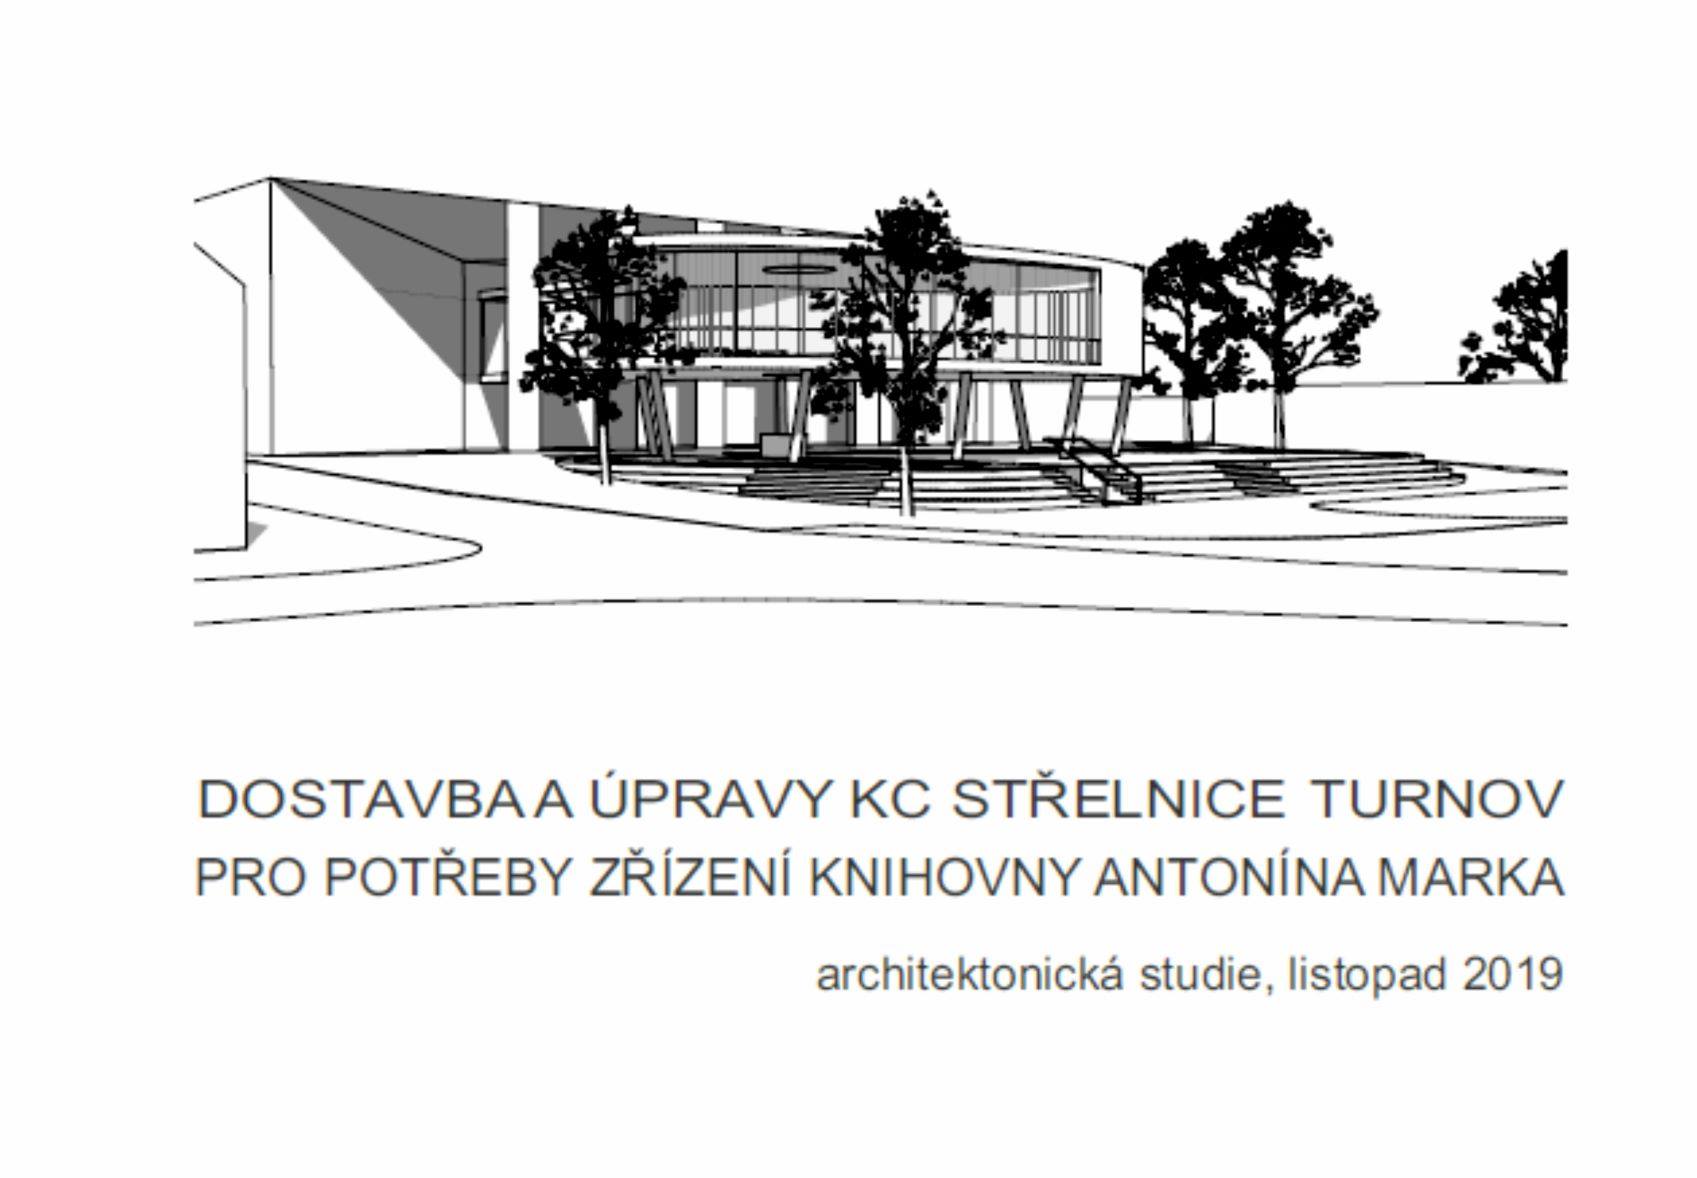 DOSTAVBA A ÚPRAVY KC STŘELNICE TURNOV
PRO POTŘEBY ZŘÍZENÍ KNIHOVNY ANTONÍNA MARKA
architektonická studie, listopad 2019